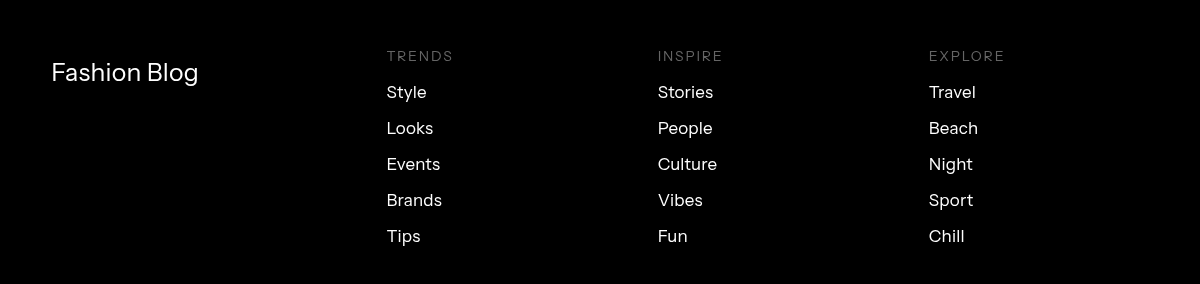 Fashion Blog
TRENDS
Style
Looks
Events
Brands
Tips
INSPIRE
Stories
People
Culture
Vibes
Fun
EXPLORE
Travel
Beach
Night
Sport
Chill